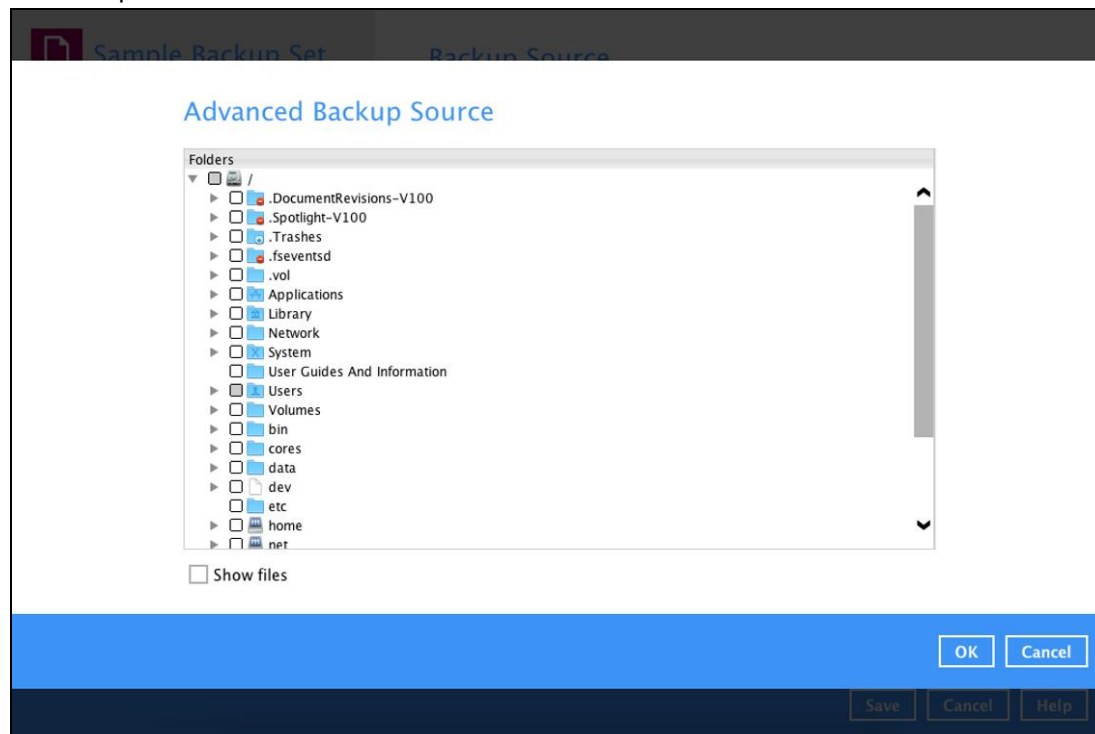 Sample Backup Set
Backup Source
Advanced Backup Source
Folders
/
.DocumentRevisions-V100
.Spotlight-V100
.Trashes
.fseventsd
.vol
Applications
Library
Network
System
User Guides And Information
Users
Volumes
bin
cores
data
dev
etc
home
net
Show files
OK Cancel
Save Cancel Help